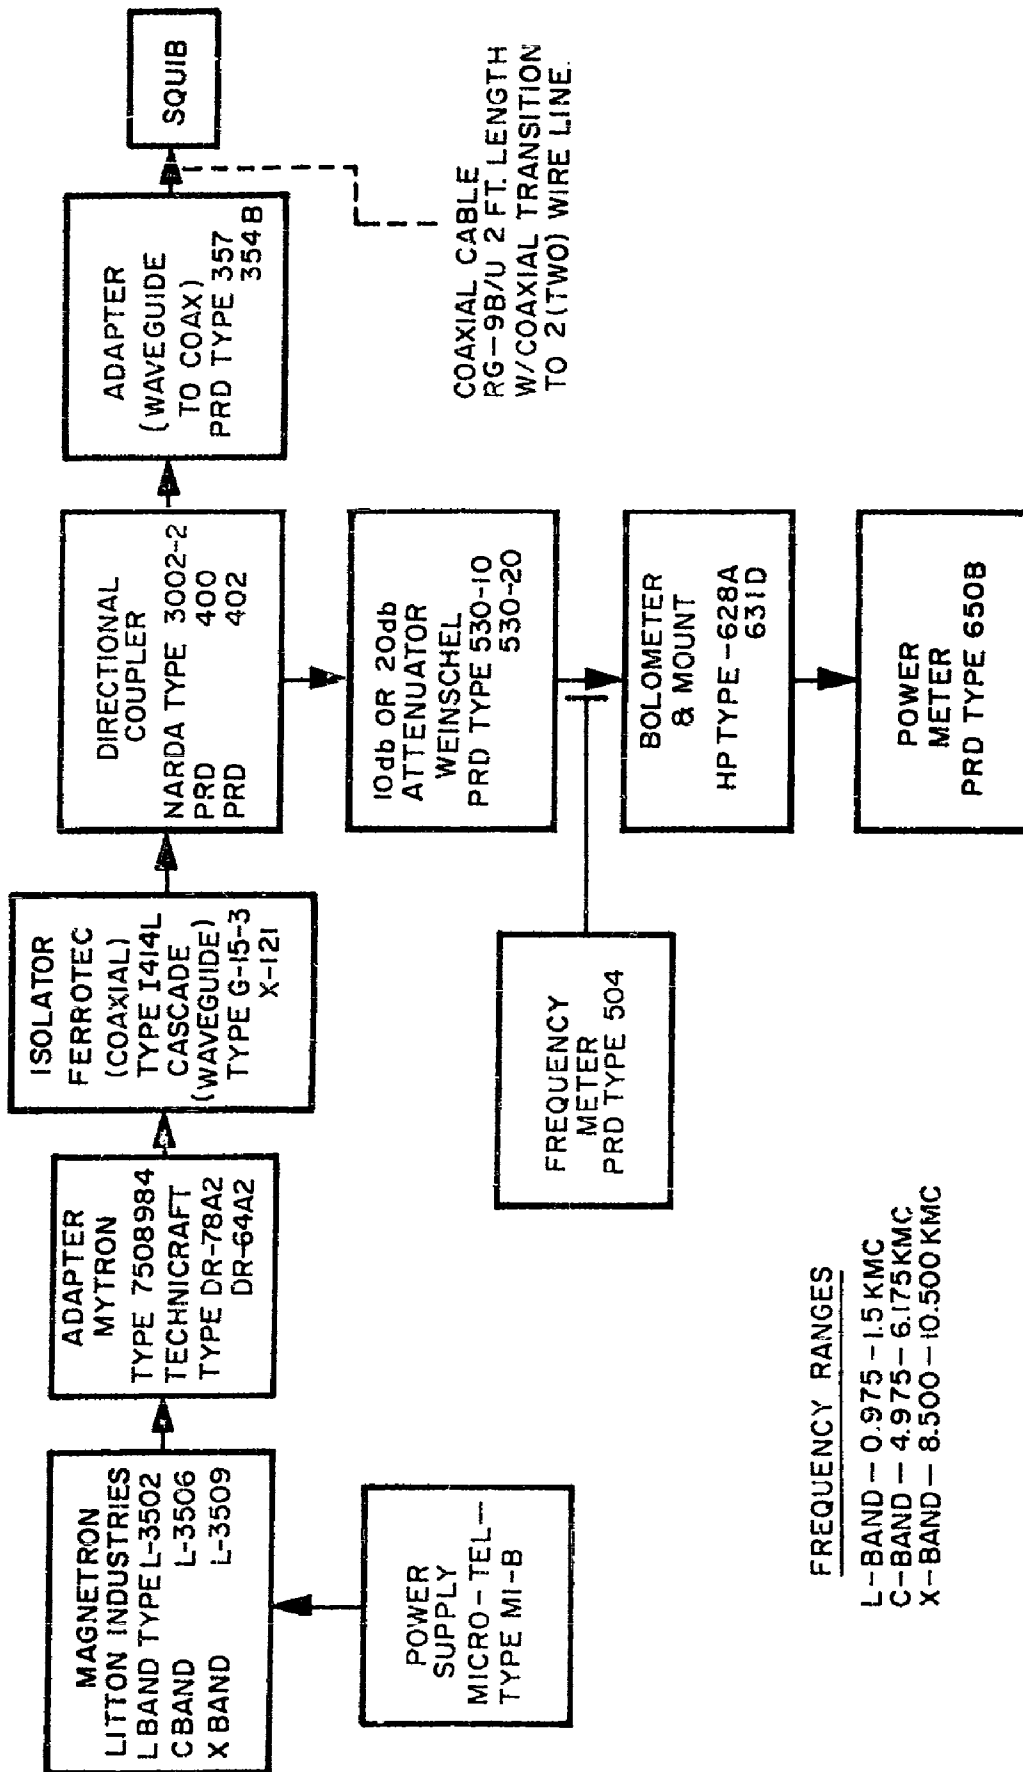 MAGNETRON
LITTON INDUSTRIES
L BAND TYPE L-3502
C BAND L-3506
X BAND L-3509
POWER
SUPPLY
MICRO-TEL-
TYPE MI-B
ADAPTER
MYTRON
TYPE 7508984
TECHNICRAFT
TYPE DR-78A2
DR-64A2
ISOLATOR
FERROTEC
(COAXIAL)
TYPE I414L
CASCADE
(WAVEGUIDE)
TYPE G-15-3
X-121
DIRECTIONAL
COUPLER
NARDA TYPE 3002-2
PRD 400
PRD 402
ADAPTER
(WAVEGUIDE
TO COAX)
PRD TYPE 357
354B
SQUIB
COAXIAL CABLE
RG-9B/U 2 FT. LENGTH
W/COAXIAL TRANSITION
TO 2 (TWO) WIRE LINE.
10db OR 20db
ATTENUATOR
WEINSCHEL
PRD TYPE 530-10
530-20
FREQUENCY
METER
PRD TYPE 504
BOLOMETER
& MOUNT
HP TYPE-628A
631D
POWER
METER
PRD TYPE 650B
FREQUENCY RANGES
L-BAND-0.975-1.5 KMC
C-BAND-4.975-6.175 KMC
X-BAND-8.500-10.500 KMC